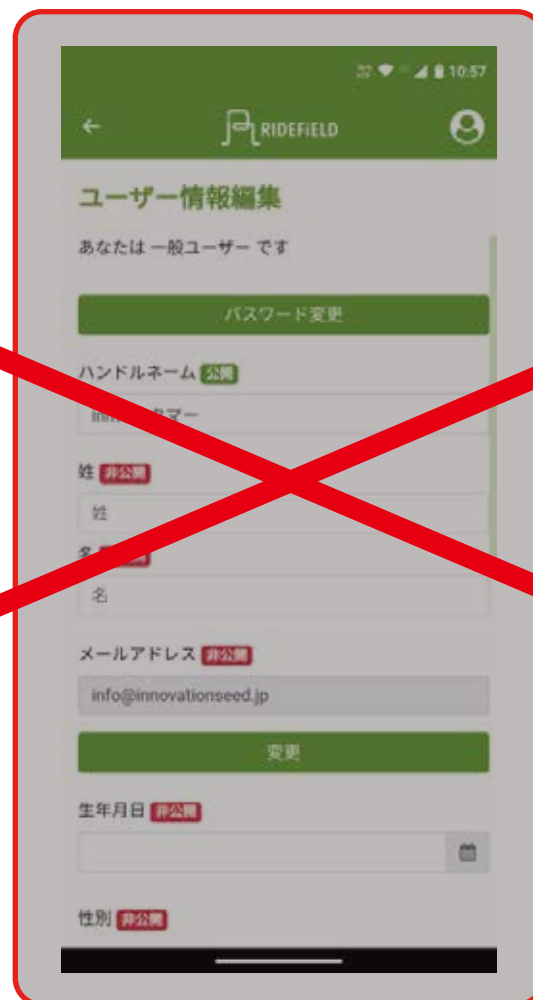 10:57
RIDEFiELD
ユーザー情報編集
あなたは 一般ユーザー です
パスワード変更
ハンドルネーム 公開
マー
姓 非公開
姓
名
名
メールアドレス 非公開
info@innovationseed.jp
変更
生年月日 非公開
性別 非公開